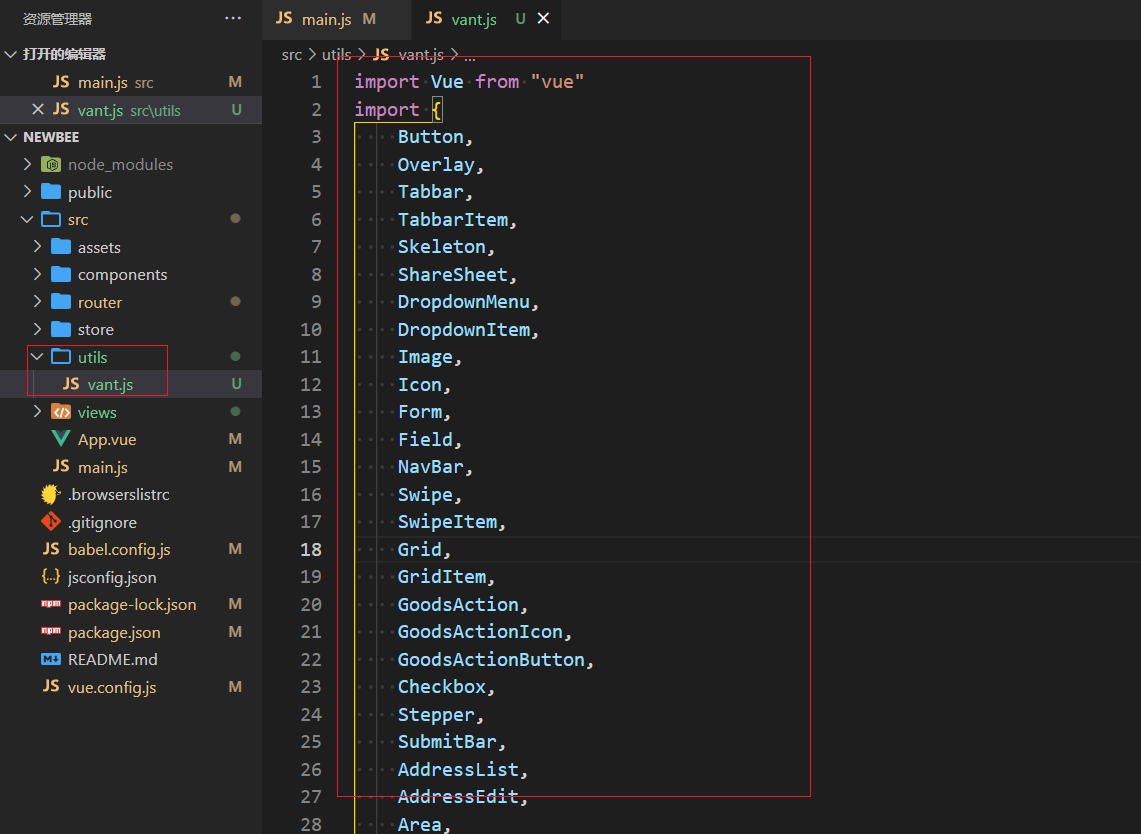 资源管理器 ···
打开的编辑器
JS main.js src M
JS vant.js src\utils U
NEWBEE
node_modules
public
src
assets
components
router
store
utils
JS vant.js U
views
App.vue M
JS main.js M
.browserslistrc
.gitignore
JS babel.config.js M
{..} jsconfig.json
npm package-lock.json M
npm package.json M
README.md
JS vue.config.js M
JS main.js M
JS vant.js U
src > utils > JS vant.js > ...
1 import Vue from "vue"
2 import {
3 Button,
4 Overlay,
5 Tabbar,
6 TabbarItem,
7 Skeleton,
8 ShareSheet,
9 DropdownMenu,
10 DropdownItem,
11 Image,
12 Icon,
13 Form,
14 Field,
15 NavBar,
16 Swipe,
17 SwipeItem,
18 Grid,
19 GridItem,
20 GoodsAction,
21 GoodsActionIcon,
22 GoodsActionButton,
23 Checkbox,
24 Stepper,
25 SubmitBar,
26 AddressList,
27 AddressEdit,
28 Area,